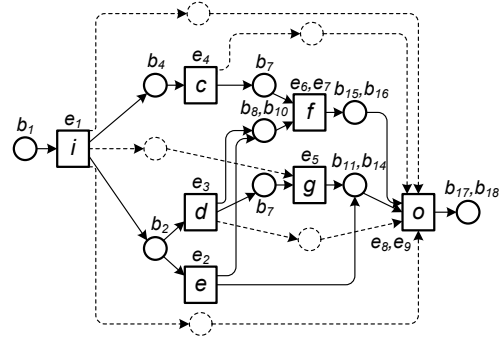 e4
b4
c
b7
e6, e7
b15, b16
b8, b10
f
e1
b1
i
e5
b11, b14
g
e3
d
b7
b17, b18
o
b2
e2
e
e8, e9